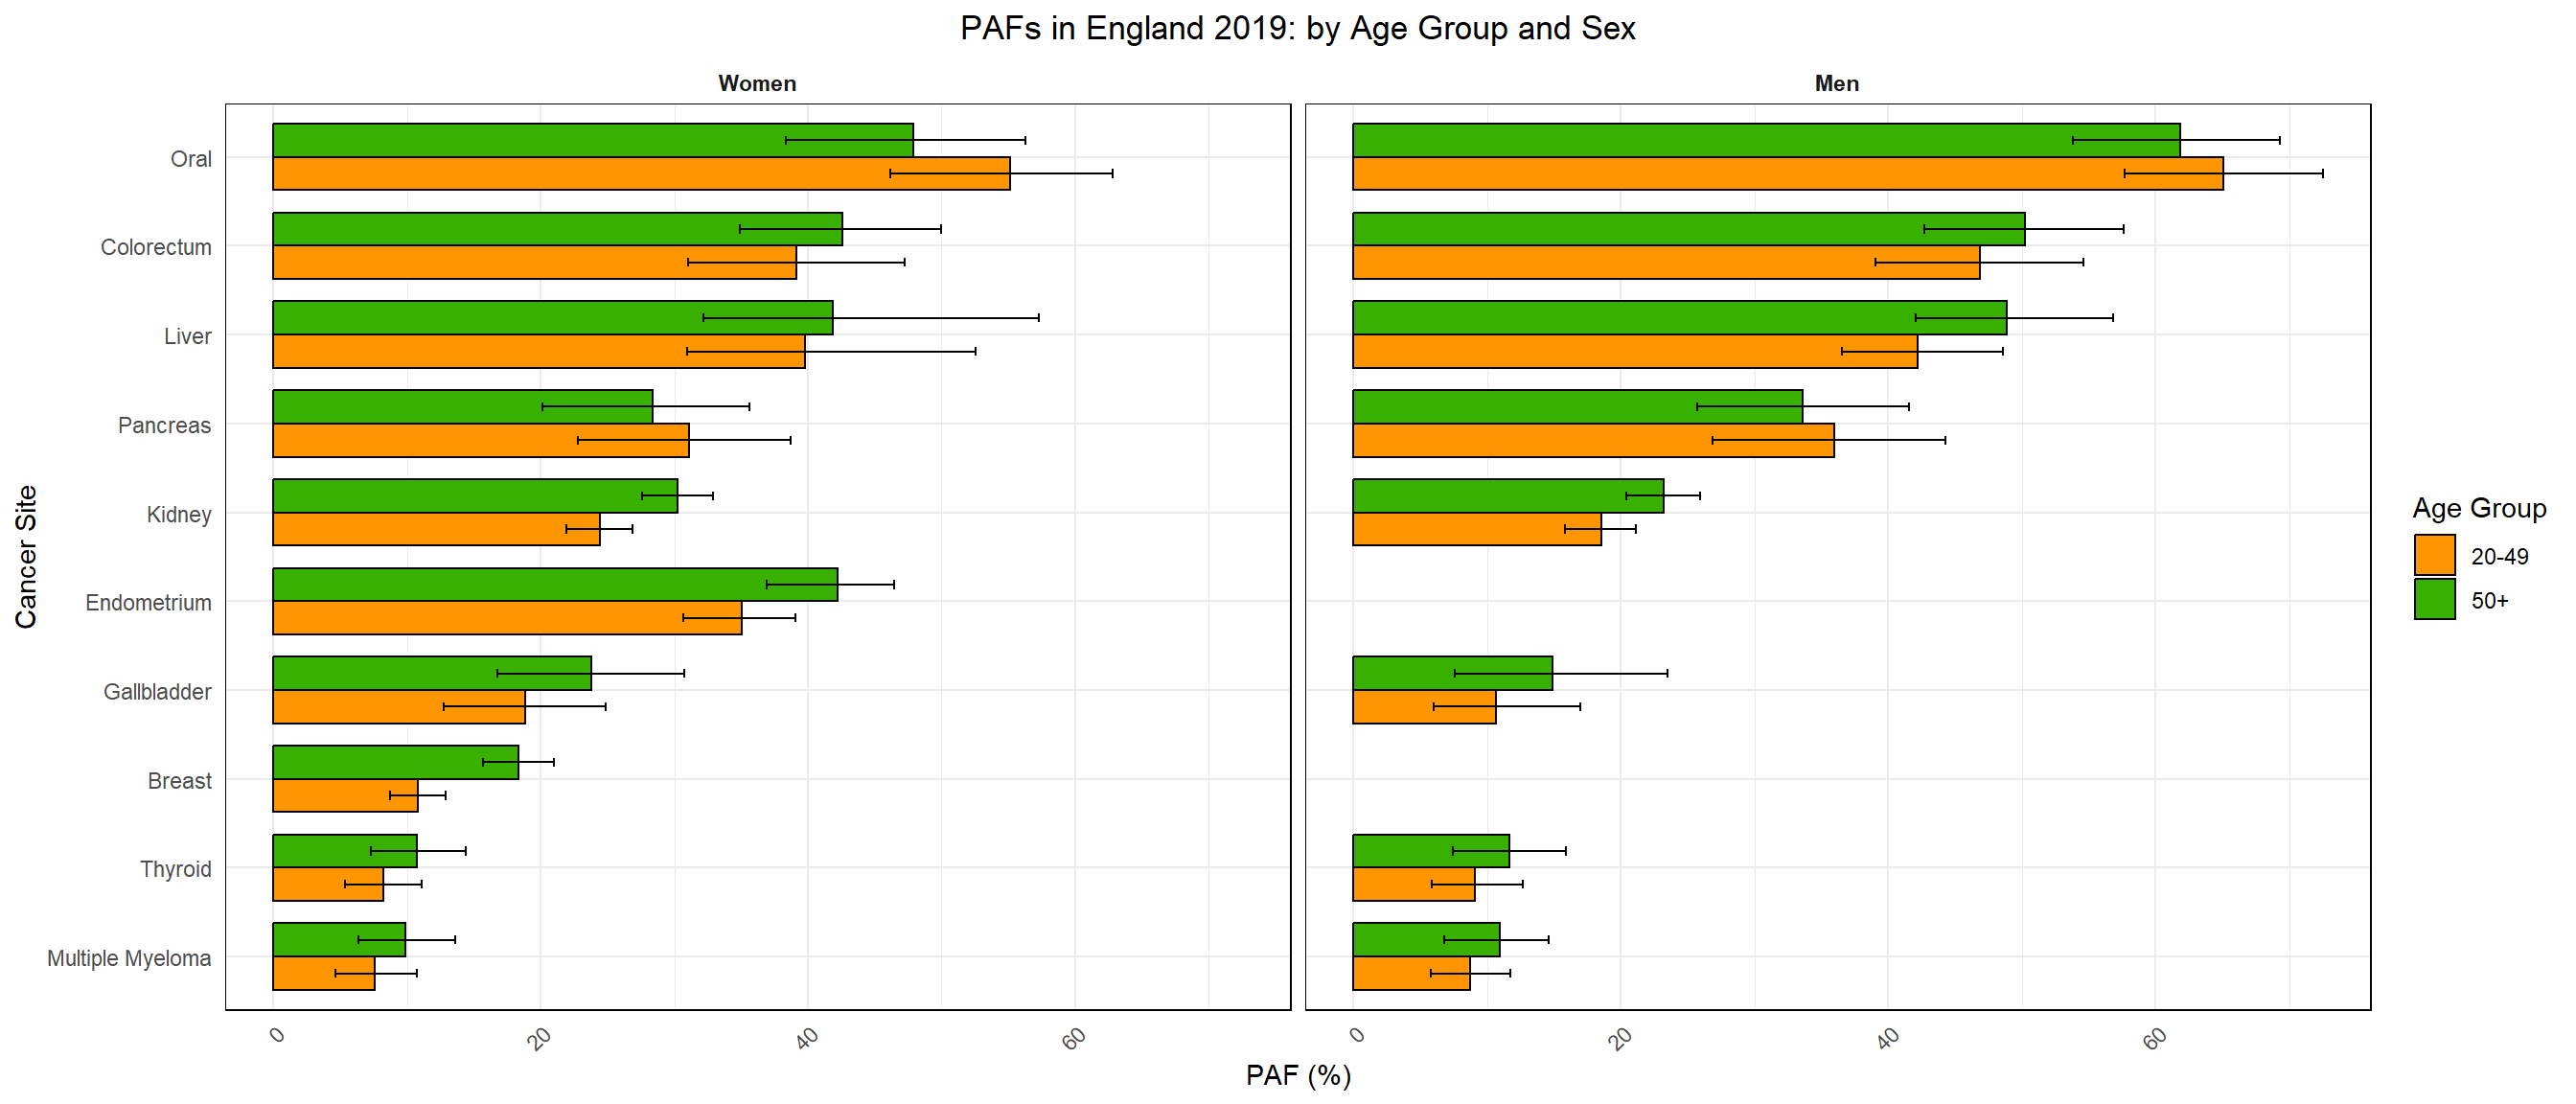 PAFs in England 2019: by Age Group and Sex
Women
Men
Cancer Site
Oral
Colorectum
Liver
Pancreas
Kidney
Endometrium
Gallbladder
Breast
Thyroid
Multiple Myeloma
0
20
40
60
0
20
40
60
PAF (%)
Age Group
20-49
50+